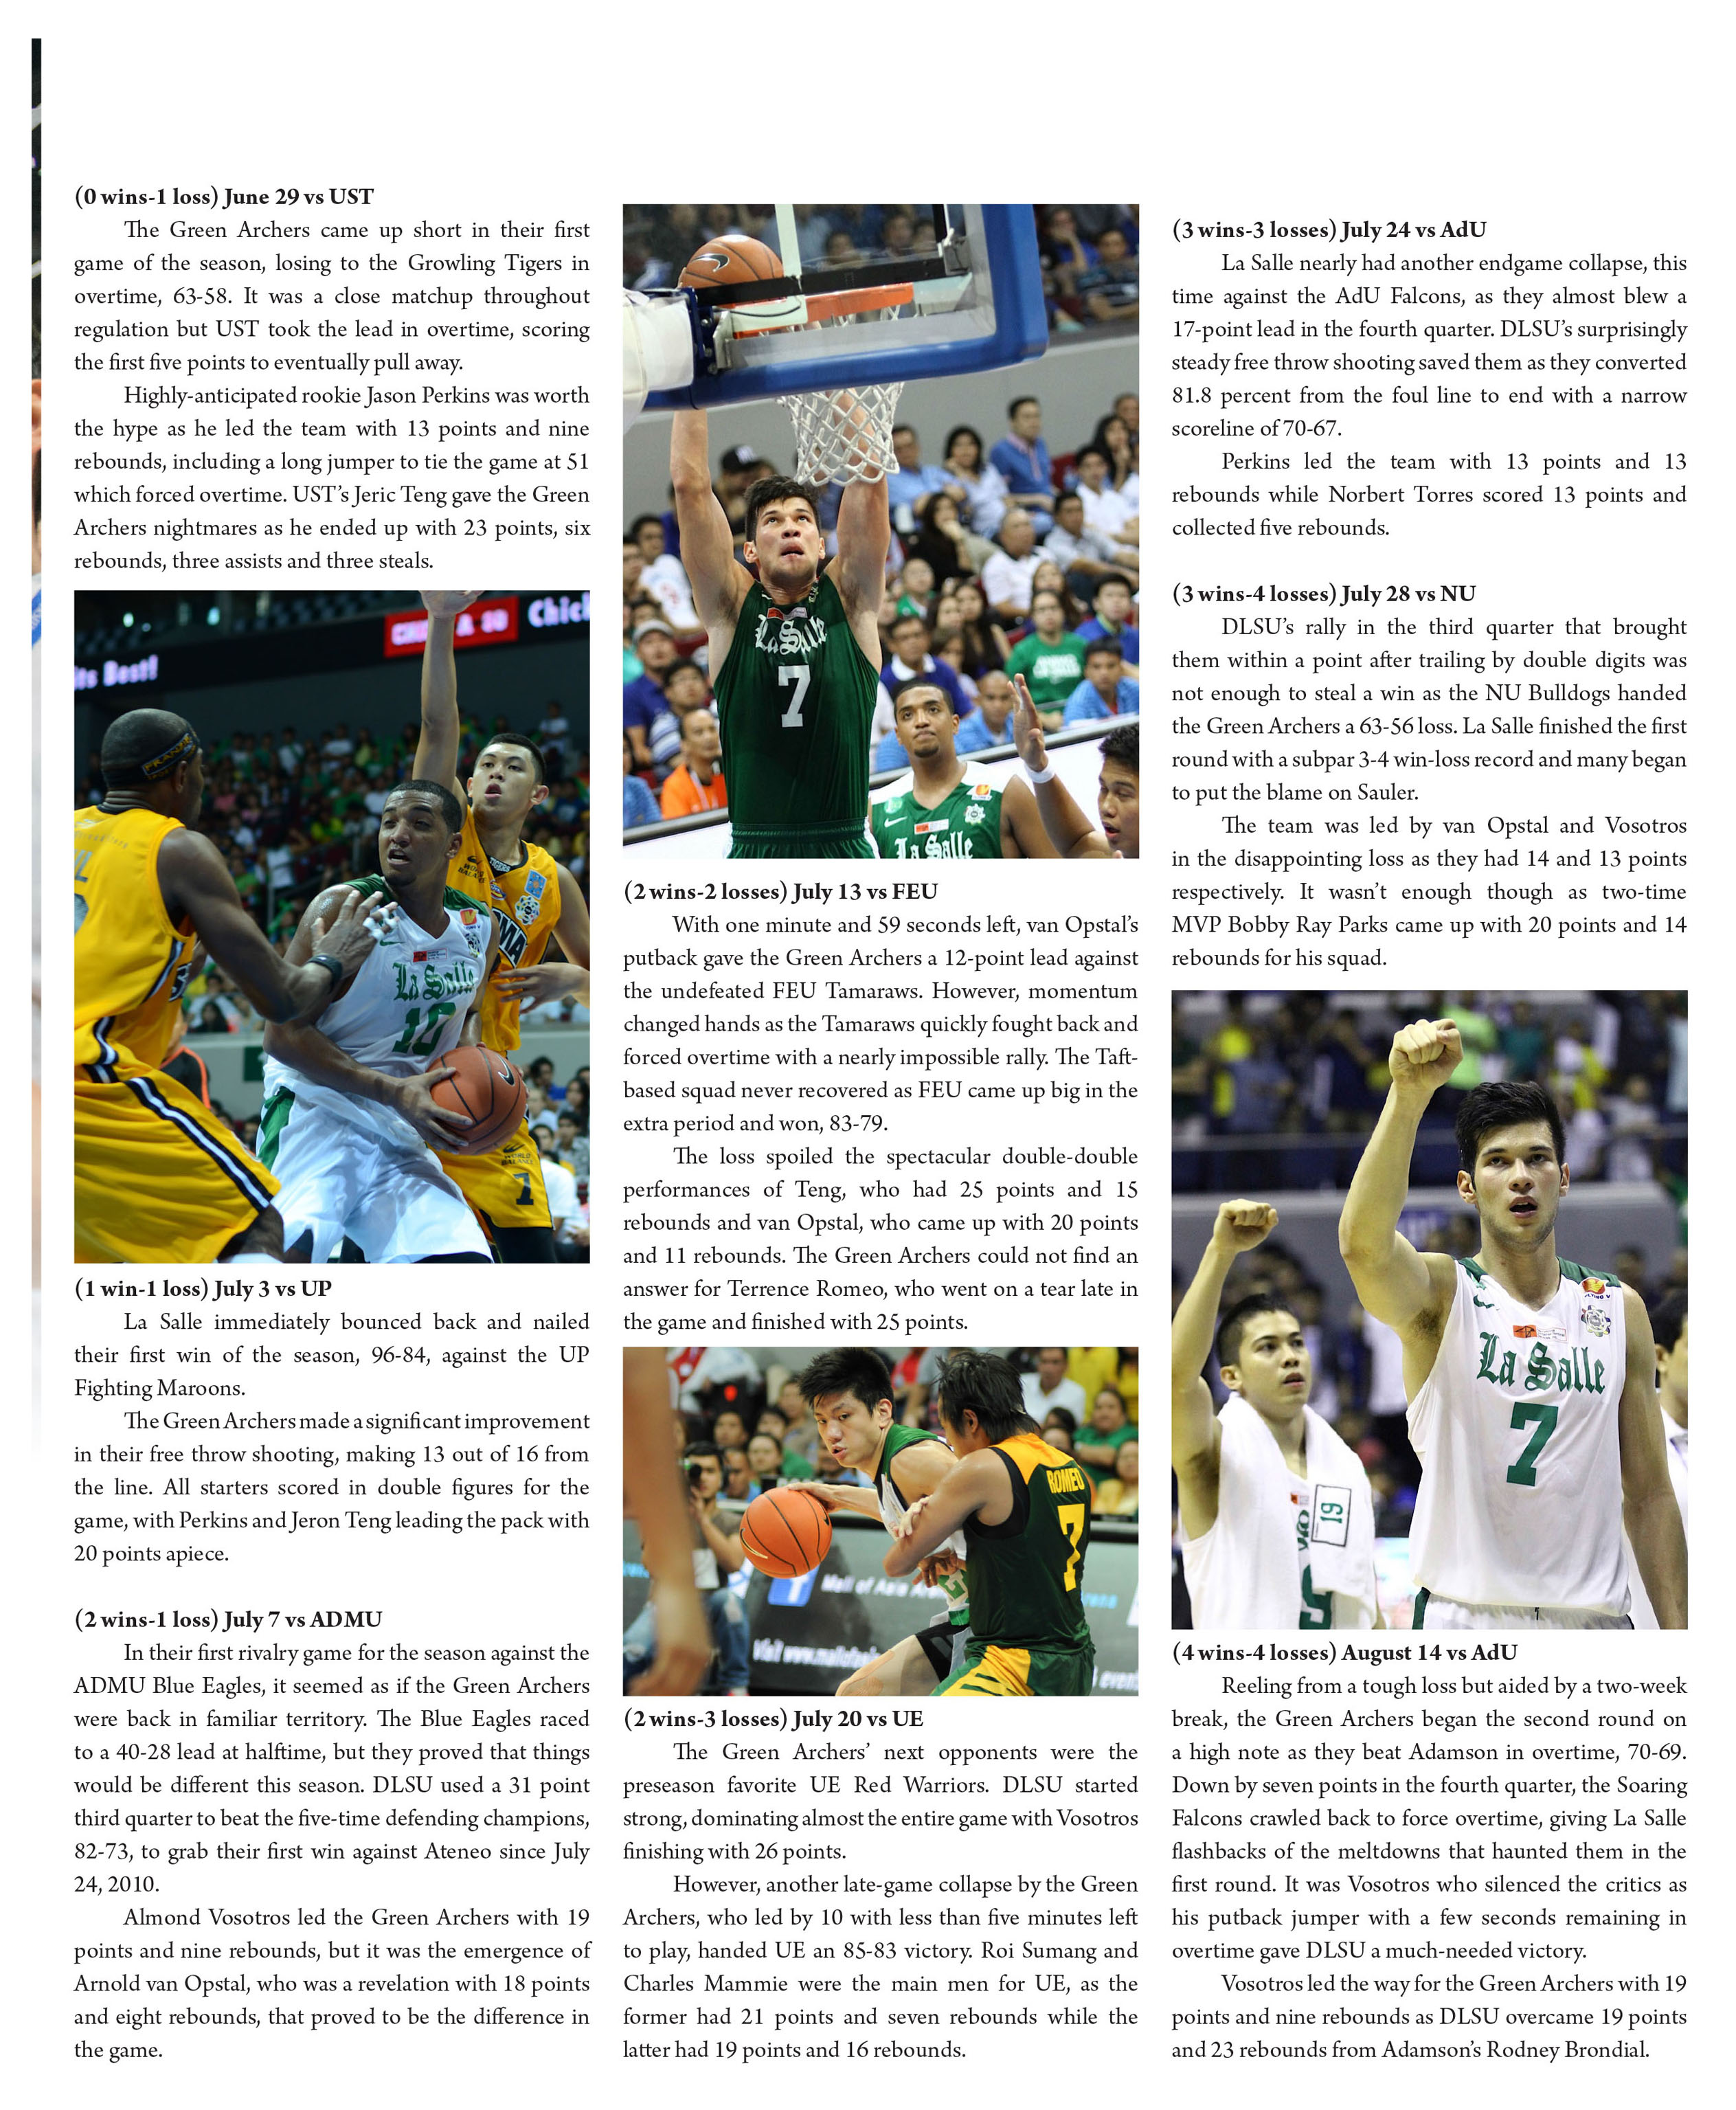 (0 wins-1 loss) June 29 vs UST
The Green Archers came up short in their first
game of the season, losing to the Growling Tigers in
overtime, 63-58. It was a close matchup throughout
regulation but UST took the lead in overtime, scoring
the first five points to eventually pull away.
Highly-anticipated rookie Jason Perkins was worth
the hype as he led the team with 13 points and nine
rebounds, including a long jumper to tie the game at 51
which forced overtime. UST's Jeric Teng gave the Green
Archers nightmares as he ended up with 23 points, six
rebounds, three assists and three steals.
Chick
its Best!
La Salle
10
WORLD
BALANCE
7
(1 win-1 loss) July 3 vs UP
La Salle immediately bounced back and nailed
their first win of the season, 96-84, against the UP
Fighting Maroons.
The Green Archers made a significant improvement
in their free throw shooting, making 13 out of 16 from
the line. All starters scored in double figures for the
game, with Perkins and Jeron Teng leading the pack with
20 points apiece.
(2 wins-1 loss) July 7 vs ADMU
In their first rivalry game for the season against the
ADMU Blue Eagles, it seemed as if the Green Archers
were back in familiar territory. The Blue Eagles raced
to a 40-28 lead at halftime, but they proved that things
would be different this season. DLSU used a 31 point
third quarter to beat the five-time defending champions,
82-73, to grab their first win against Ateneo since July
24, 2010.
Almond Vosotros led the Green Archers with 19
points and nine rebounds, but it was the emergence of
Arnold van Opstal, who was a revelation with 18 points
and eight rebounds, that proved to be the difference in
the game.
La Salle
7
La Salle
(2 wins-2 losses) July 13 vs FEU
With one minute and 59 seconds left, van Opstal's
putback gave the Green Archers a 12-point lead against
the undefeated FEU Tamaraws. However, momentum
changed hands as the Tamaraws quickly fought back and
forced overtime with a nearly impossible rally. The Taft-
based squad never recovered as FEU came up big in the
extra period and won, 83-79.
The loss spoiled the spectacular double-double
performances of Teng, who had 25 points and 15
rebounds and van Opstal, who came up with 20 points
and 11 rebounds. The Green Archers could not find an
answer for Terrence Romeo, who went on a tear late in
the game and finished with 25 points.
ROMEO
7
Mall of Asia
(2 wins-3 losses) July 20 vs UE
The Green Archers' next opponents were the
preseason favorite UE Red Warriors. DLSU started
strong, dominating almost the entire game with Vosotros
finishing with 26 points.
However, another late-game collapse by the Green
Archers, who led by 10 with less than five minutes left
to play, handed UE an 85-83 victory. Roi Sumang and
Charles Mammie were the main men for UE, as the
former had 21 points and seven rebounds while the
latter had 19 points and 16 rebounds.
(3 wins-3 losses) July 24 vs AdU
La Salle nearly had another endgame collapse, this
time against the AdU Falcons, as they almost blew a
17-point lead in the fourth quarter. DLSU's surprisingly
steady free throw shooting saved them as they converted
81.8 percent from the foul line to end with a narrow
scoreline of 70-67.
Perkins led the team with 13 points and 13
rebounds while Norbert Torres scored 13 points and
collected five rebounds.
(3 wins-4 losses) July 28 vs NU
DLSU's rally in the third quarter that brought
them within a point after trailing by double digits was
not enough to steal a win as the NU Bulldogs handed
the Green Archers a 63-56 loss. La Salle finished the first
round with a subpar 3-4 win-loss record and many began
to put the blame on Sauler.
The team was led by van Opstal and Vosotros
in the disappointing loss as they had 14 and 13 points
respectively. It wasn't enough though as two-time
MVP Bobby Ray Parks came up with 20 points and 14
rebounds for his squad.
La Salle
7
19
(4 wins-4 losses) August 14 vs AdU
Reeling from a tough loss but aided by a two-week
break, the Green Archers began the second round on
a high note as they beat Adamson in overtime, 70-69.
Down by seven points in the fourth quarter, the Soaring
Falcons crawled back to force overtime, giving La Salle
flashbacks of the meltdowns that haunted them in the
first round. It was Vosotros who silenced the critics as
his putback jumper with a few seconds remaining in
overtime gave DLSU a much-needed victory.
Vosotros led the way for the Green Archers with 19
points and nine rebounds as DLSU overcame 19 points
and 23 rebounds from Adamson's Rodney Brondial.